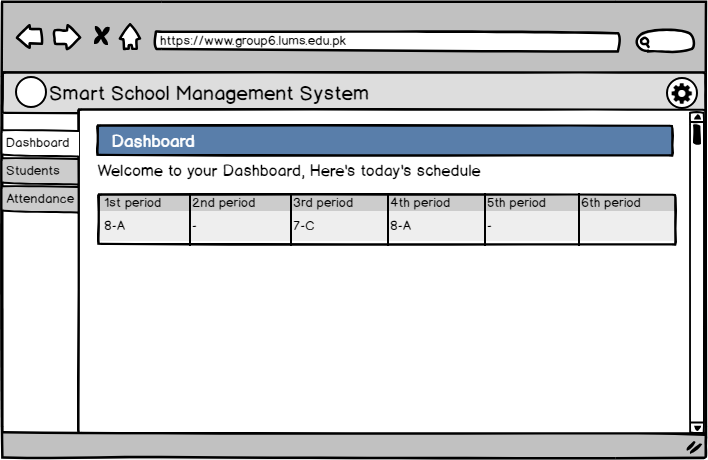 https://www.group6.lums.edu.pk
Smart School Management System
Dashboard
Students
Attendance
Dashboard
Welcome to your Dashboard, Here's today's schedule
1st period 2nd period 3rd period 4th period 5th period 6th period
8-A - 7-C 8-A -